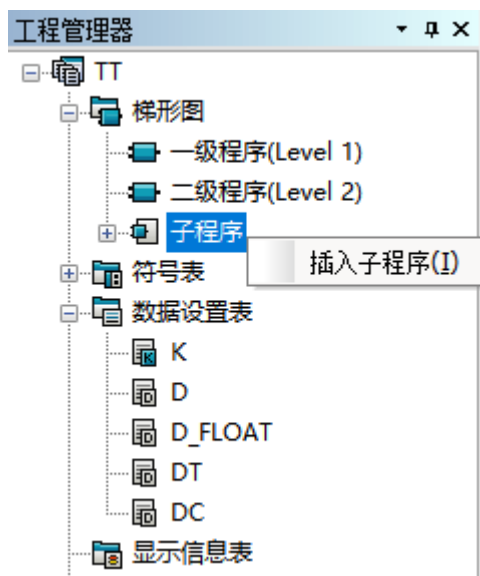 工程管理器
TT
梯形图
一级程序(Level 1)
二级程序(Level 2)
子程序
插入子程序(I)
符号表
数据设置表
K
D
D_FLOAT
DT
DC
显示信息表